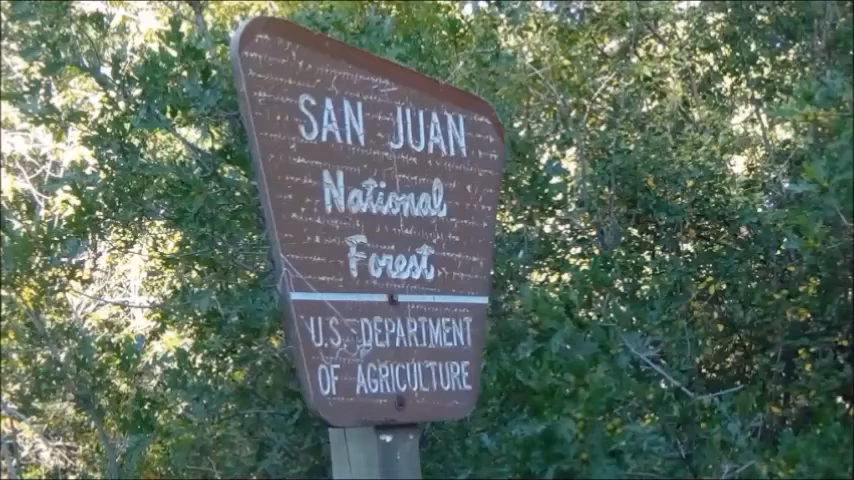 SAN JUAN
National
Forest
U.S. DEPARTMENT
OF AGRICULTURE